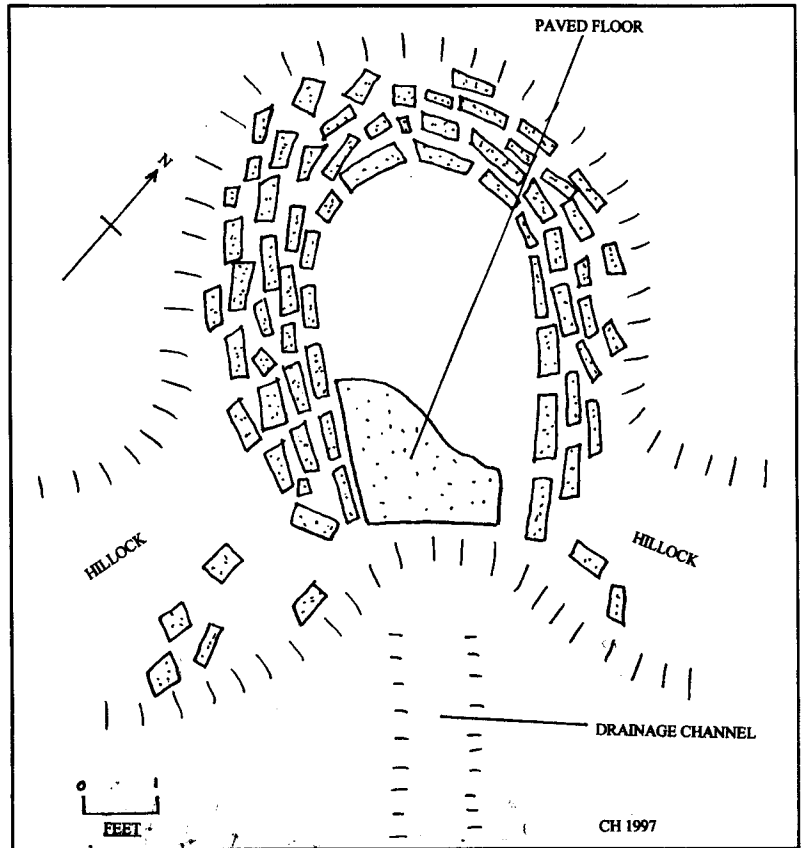 PAVED FLOOR
N
HILLOCK
HILLOCK
DRAINAGE CHANNEL
0 1
FEET
CH 1997